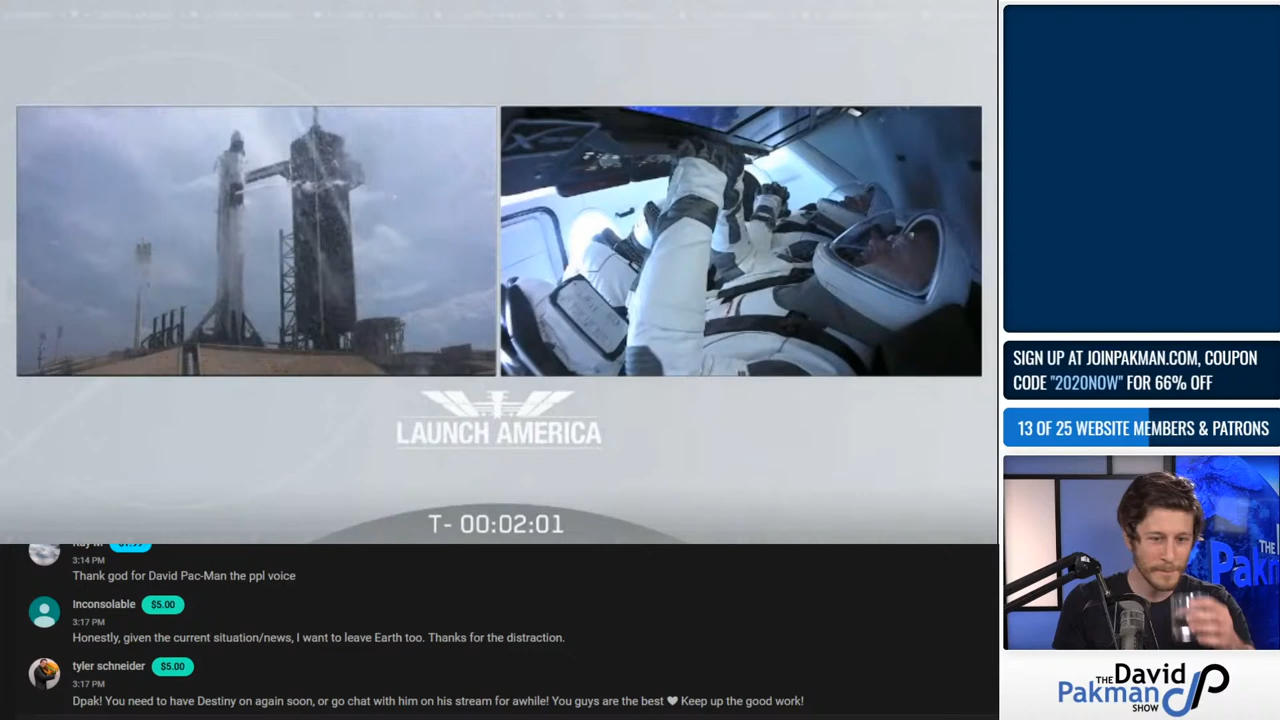 LAUNCH AMERICA
T- 00:02:01
3:14 PM
Thank god for David Pac-Man the ppl voice
Inconsolable $5.00
3:17 PM
Honestly, given the current situation/news, I want to leave Earth too. Thanks for the distraction.
tyler schneider $5.00
3:17 PM
Dpak! You need to have Destiny on again soon, or go chat with him on his stream for awhile! You guys are the best ❤ Keep up the good work!
SIGN UP AT JOINPAKMAN.COM, COUPON
CODE "2020NOW" FOR 66% OFF
13 OF 25 WEBSITE MEMBERS & PATRONS
THE
Pakm
THE David
Pakman
SHOW